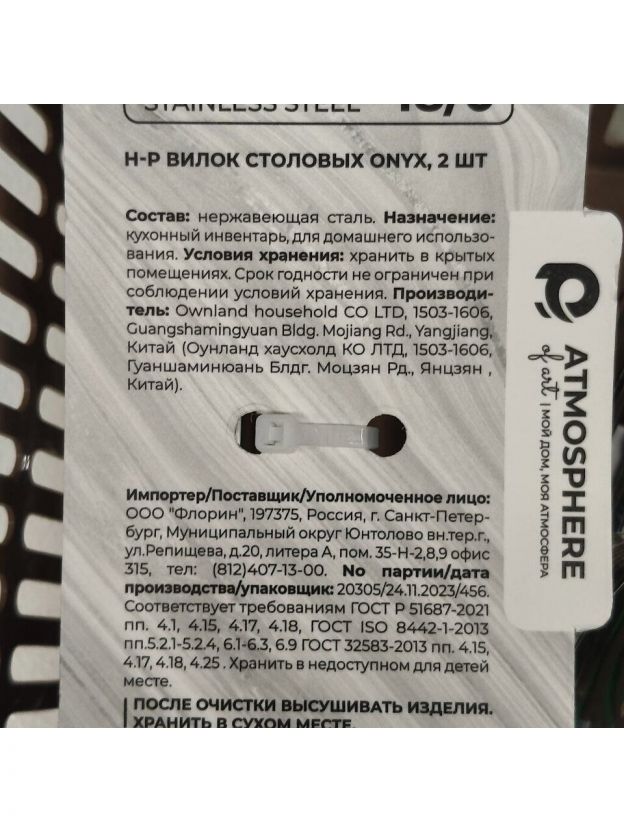 STAINLESS STEEL
Н-Р ВИЛОК СТОЛОВЫХ ONYX, 2 ШТ
Состав: нержавеющая сталь. Назначение:
кухонный инвентарь, для домашнего использо-
вания. Условия хранения: хранить в крытых
помещениях. Срок годности не ограничен при
соблюдении условий хранения. Производи-
тель: Ownland household CO LTD, 1503-1606,
Guangshamingyuan Bldg. Mojiang Rd., Yangjiang,
Китай (Оунланд хаусхолд КО ЛТД, 1503-1606,
Гуаншаминюань Блдг. Моцзян Рд., Янцзян ,
Китай).
Импортер/Поставщик/Уполномоченное лицо:
ООО "Флорин", 197375, Россия, г. Санкт-Петер-
бург, Муниципальный округ Юнтолово вн.тер.г.,
ул.Репищева, д.20, литера А, пом. 35-Н-2,8,9 офис
315, тел: (812)407-13-00. No партии/дата
производства/упаковщик: 20305/24.11.2023/456.
Соответствует требованиям ГОСТ Р 51687-2021
пп. 4.1, 4.15, 4.17, 4.18, ГОСТ ISO 8442-1-2013
пп.5.2.1-5.2.4, 6.1-6.3, 6.9 ГОСТ 32583-2013 пп. 4.15,
4.17, 4.18, 4.25 . Хранить в недоступном для детей
месте.
ПОСЛЕ ОЧИСТКИ ВЫСУШИВАТЬ ИЗДЕЛИЯ.
ХРАНИТЬ В СУХОМ МЕСТЕ.
ATMOSPHERE
of art | МОЙ ДОМ, МОЯ АТМОСФЕРА